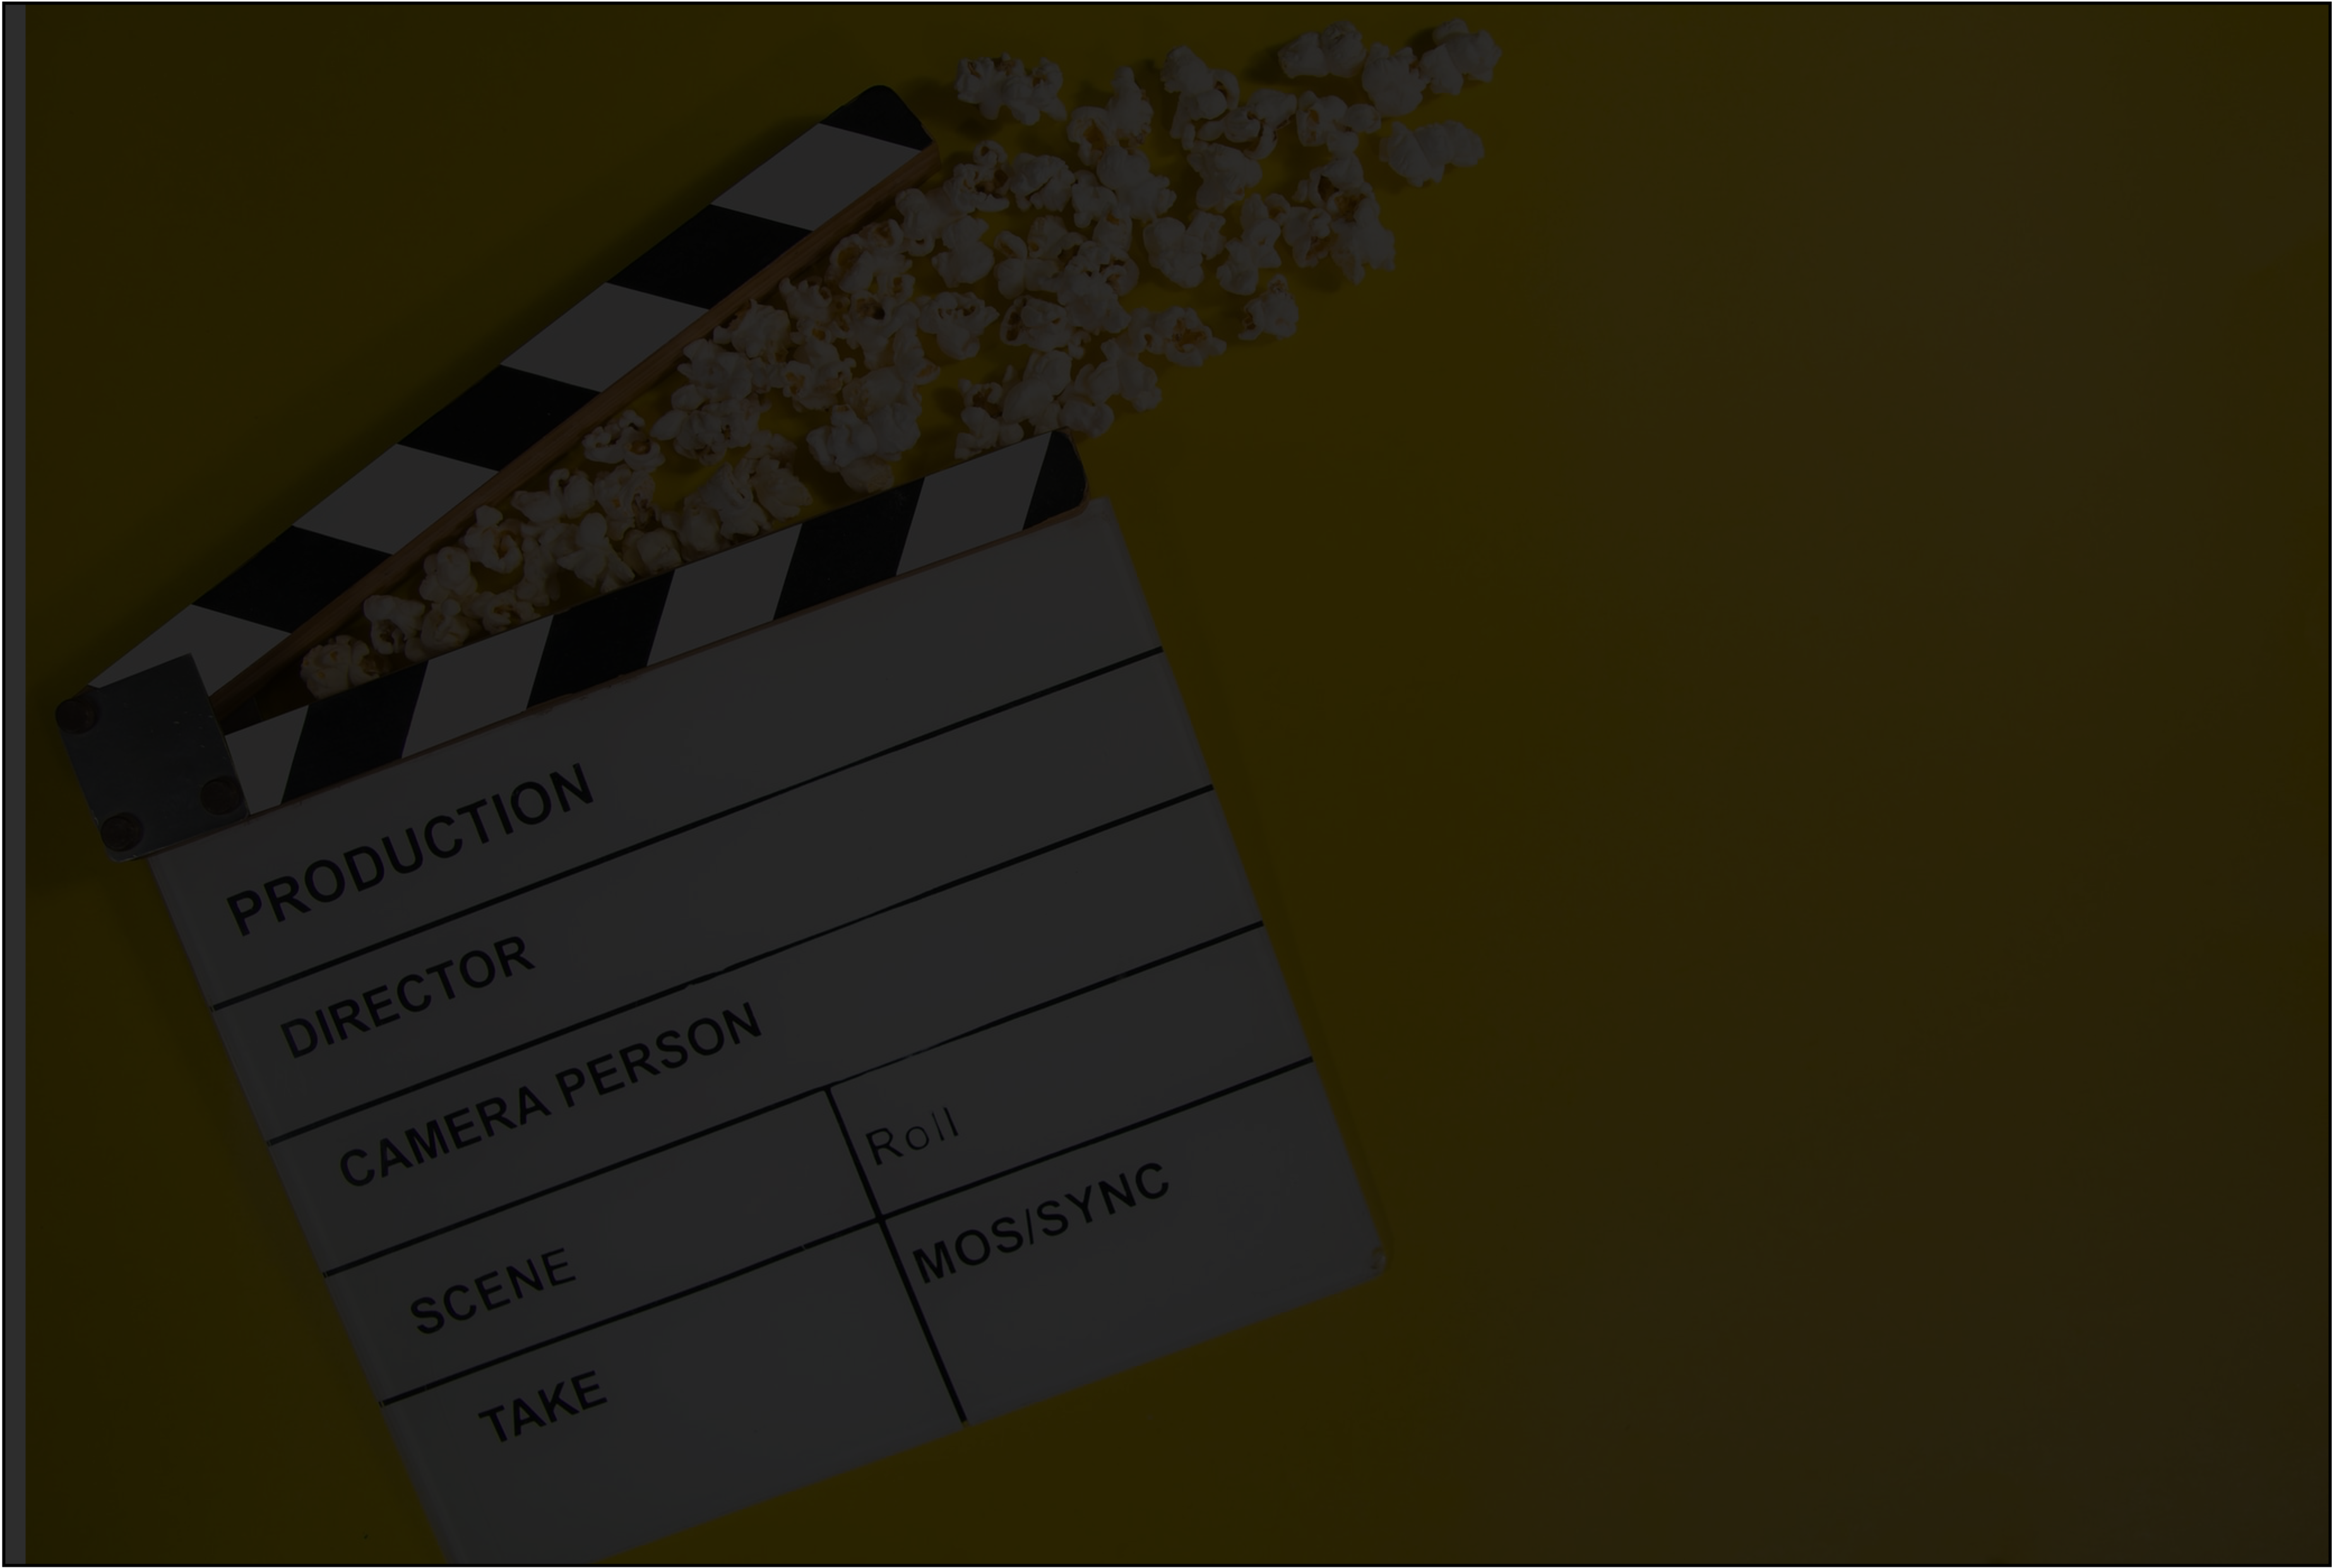 PRODUCTION
DIRECTOR
CAMERA PERSON
SCENE
Roll
TAKE
MOS/SYNC